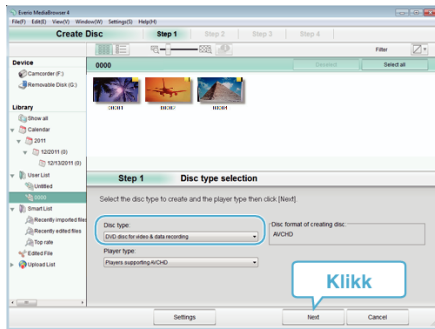 Everio MediaBrowser 4
File(F) Edit(E) View(V) Window(W) Settings(S) Help(H)
Create Disc Step 1 Step 2 Step 3 Step 4
Filter
Device 0000 Select all
Camcorder (F:)
Removable Disk (G:)
00001 00002 00084
Library
Show all
Calendar
2011
12/2011 (0)
12/13/2011 (0)
User List
Untitled
0000
Smart List
Recently imported files
Recently edited files
Top rate
Edited File
Upload List
Step 1 Disc type selection
Select the disc type to create and the player type then click [Next].
Disc type:
DVD disc for video & data recording
Disc format of creating disc
AVCHD
Player type:
Players supporting AVCHD
Klikk
Settings Next Cancel